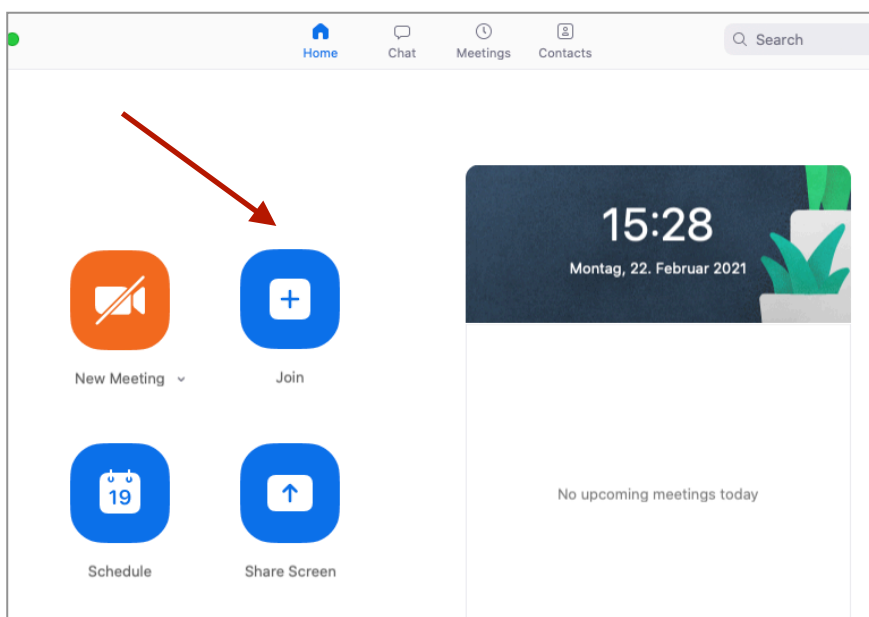 Home Chat Meetings Contacts Search
15:28
Montag, 22. Februar 2021
New Meeting Join
19
Schedule Share Screen
No upcoming meetings today